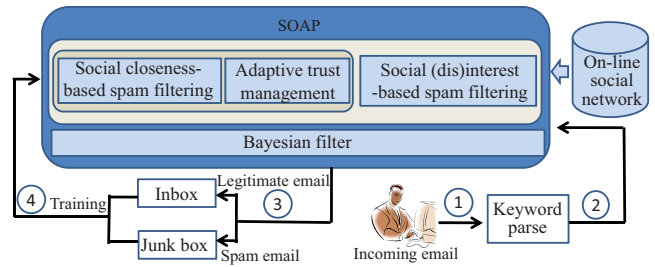 SOAP
Social closeness-
based spam filtering
Adaptive trust
management
Social (dis)interest
-based spam filtering
On-line
social
network
Bayesian filter
4
Training
Inbox
Legitimate email
3
Junk box
Spam email
1
Incoming email
Keyword
parse
2